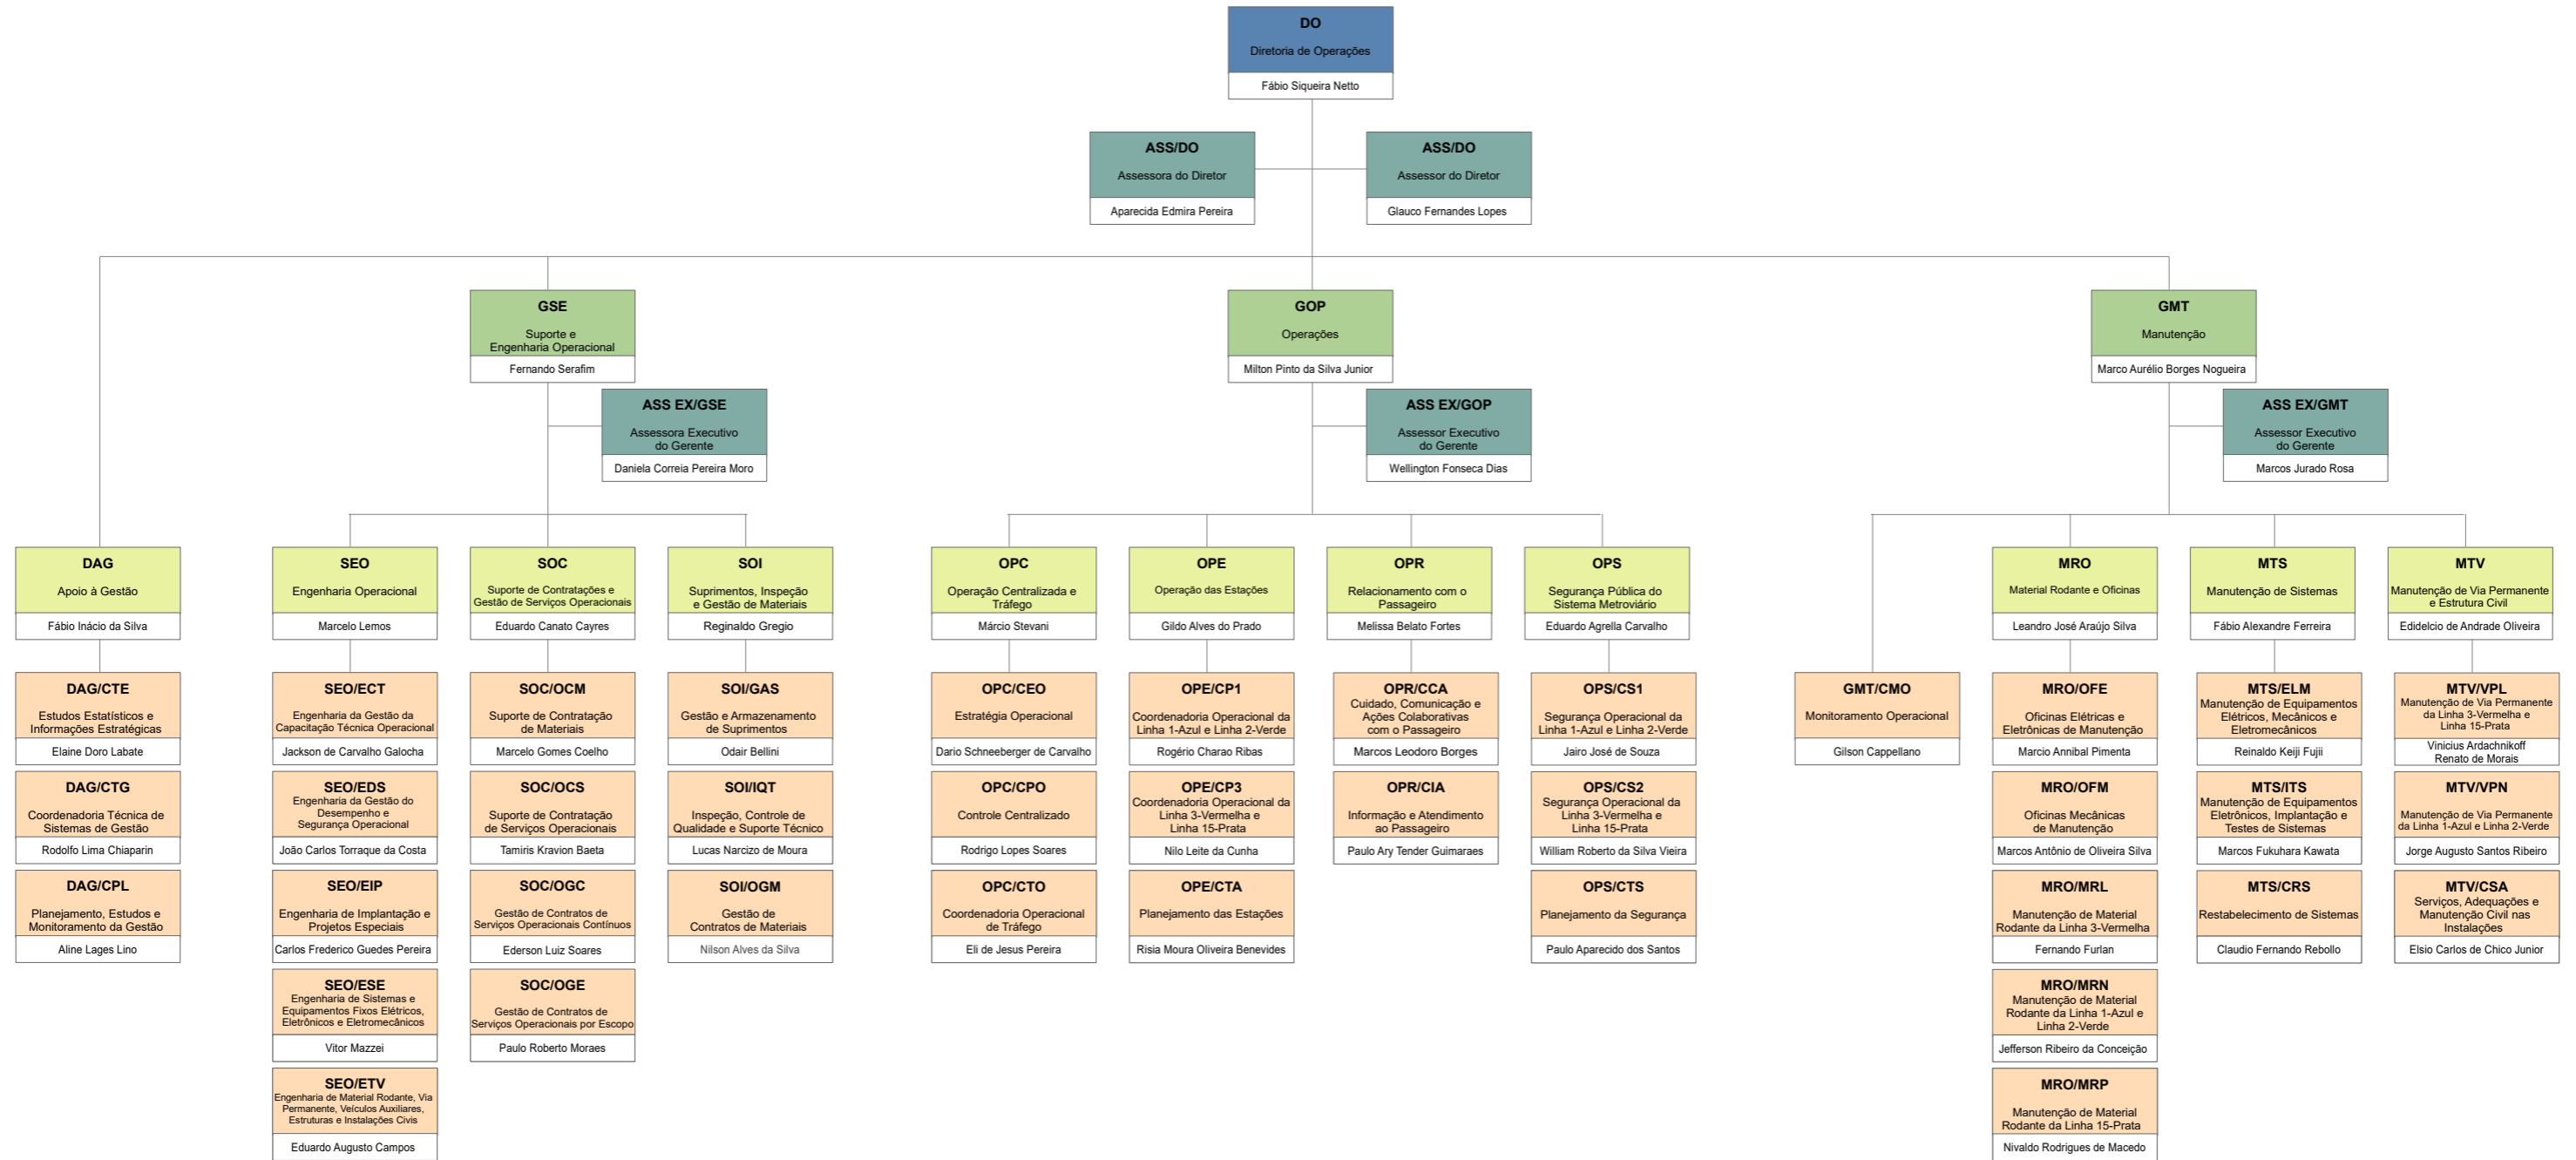 DO
Diretoria de Operações
Fábio Siqueira Netto
ASS/DO
Assessora do Diretor
Aparecida Edmira Pereira
ASS/DO
Assessor do Diretor
Glauco Fernandes Lopes
GSE
Suporte e
Engenharia Operacional
Fernando Serafim
ASS EX/GSE
Assessora Executivo
do Gerente
Daniela Correia Pereira Moro
GOP
Operações
Milton Pinto da Silva Junior
ASS EX/GOP
Assessor Executivo
do Gerente
Wellington Fonseca Dias
GMT
Manutenção
Marco Aurélio Borges Nogueira
ASS EX/GMT
Assessor Executivo
do Gerente
Marcos Jurado Rosa
DAG
Apoio à Gestão
Fábio Inácio da Silva
DAG/CTE
Estudos Estatísticos e
Informações Estratégicas
Elaine Doro Labate
DAG/CTG
Coordenadoria Técnica de
Sistemas de Gestão
Rodolfo Lima Chiaparin
DAG/CPL
Planejamento, Estudos e
Monitoramento da Gestão
Aline Lages Lino
SEO
Engenharia Operacional
Marcelo Lemos
SEO/ECT
Engenharia da Gestão da
Capacitação Técnica Operacional
Jackson de Carvalho Galocha
SEO/EDS
Engenharia da Gestão do
Desempenho e
Segurança Operacional
João Carlos Torraque da Costa
SEO/EIP
Engenharia de Implantação e
Projetos Especiais
Carlos Frederico Guedes Pereira
SEO/ESE
Engenharia de Sistemas e
Equipamentos Fixos Elétricos,
Eletrônicos e Eletromecânicos
Vitor Mazzei
SEO/ETV
Engenharia de Material Rodante, Via
Permanente, Veículos Auxiliares,
Estruturas e Instalações Civis
Eduardo Augusto Campos
SOC
Suporte de Contratações e
Gestão de Serviços Operacionais
Eduardo Canato Cayres
SOC/OCM
Suporte de Contratação
de Materiais
Marcelo Gomes Coelho
SOC/OCS
Suporte de Contratação
de Serviços Operacionais
Tamiris Kravion Baeta
SOC/OGC
Gestão de Contratos de
Serviços Operacionais Contínuos
Ederson Luiz Soares
SOC/OGE
Gestão de Contratos de
Serviços Operacionais por Escopo
Paulo Roberto Moraes
SOI
Suprimentos, Inspeção
e Gestão de Materiais
Reginaldo Gregio
SOI/GAS
Gestão e Armazenamento
de Suprimentos
Odair Bellini
SOI/IQT
Inspeção, Controle de
Qualidade e Suporte Técnico
Lucas Narcizo de Moura
SOI/OGM
Gestão de
Contratos de Materiais
Nilson Alves da Silva
OPC
Operação Centralizada e
Tráfego
Márcio Stevani
OPC/CEO
Estratégia Operacional
Dario Schneeberger de Carvalho
OPC/CPO
Controle Centralizado
Rodrigo Lopes Soares
OPC/CTO
Coordenadoria Operacional
de Tráfego
Eli de Jesus Pereira
OPE
Operação das Estações
Gildo Alves do Prado
OPE/CP1
Coordenadoria Operacional da
Linha 1-Azul e Linha 2-Verde
Rogério Charao Ribas
OPE/CP3
Coordenadoria Operacional da
Linha 3-Vermelha e
Linha 15-Prata
Nilo Leite da Cunha
OPE/CTA
Planejamento das Estações
Risia Moura Oliveira Benevides
OPR
Relacionamento com o
Passageiro
Melissa Belato Fortes
OPR/CCA
Cuidado, Comunicação e
Ações Colaborativas
com o Passageiro
Marcos Leodoro Borges
OPR/CIA
Informação e Atendimento
ao Passageiro
Paulo Ary Tender Guimaraes
OPS
Segurança Pública do
Sistema Metroviário
Eduardo Agrella Carvalho
OPS/CS1
Segurança Operacional da
Linha 1-Azul e Linha 2-Verde
Jairo José de Souza
OPS/CS2
Segurança Operacional da
Linha 3-Vermelha e
Linha 15-Prata
William Roberto da Silva Vieira
OPS/CTS
Planejamento da Segurança
Paulo Aparecido dos Santos
GMT/CMO
Monitoramento Operacional
Gilson Cappellano
MRO
Material Rodante e Oficinas
Leandro José Araújo Silva
MRO/OFE
Oficinas Elétricas e
Eletrônicas de Manutenção
Marcio Annibal Pimenta
MRO/OFM
Oficinas Mecânicas
de Manutenção
Marcos Antônio de Oliveira Silva
MRO/MRL
Manutenção de Material
Rodante da Linha 3-Vermelha
Fernando Furlan
MRO/MRN
Manutenção de Material
Rodante da Linha 1-Azul e
Linha 2-Verde
Jefferson Ribeiro da Conceição
MRO/MRP
Manutenção de Material
Rodante da Linha 15-Prata
Nivaldo Rodrigues de Macedo
MTS
Manutenção de Sistemas
Fábio Alexandre Ferreira
MTS/ELM
Manutenção de Equipamentos
Elétricos, Mecânicos e
Eletromecânicos
Reinaldo Keiji Fujii
MTS/ITS
Manutenção de Equipamentos
Eletrônicos, Implantação e
Testes de Sistemas
Marcos Fukuhara Kawata
MTS/CRS
Restabelecimento de Sistemas
Claudio Fernando Rebollo
MTV
Manutenção de Via Permanente
e Estrutura Civil
Edidelcio de Andrade Oliveira
MTV/VPL
Manutenção de Via Permanente
da Linha 3-Vermelha e
Linha 15-Prata
Vinicius Ardachnikoff
Renato de Morais
MTV/VPN
Manutenção de Via Permanente
da Linha 1-Azul e Linha 2-Verde
Jorge Augusto Santos Ribeiro
MTV/CSA
Serviços, Adequações e
Manutenção Civil nas
Instalações
Elsio Carlos de Chico Junior